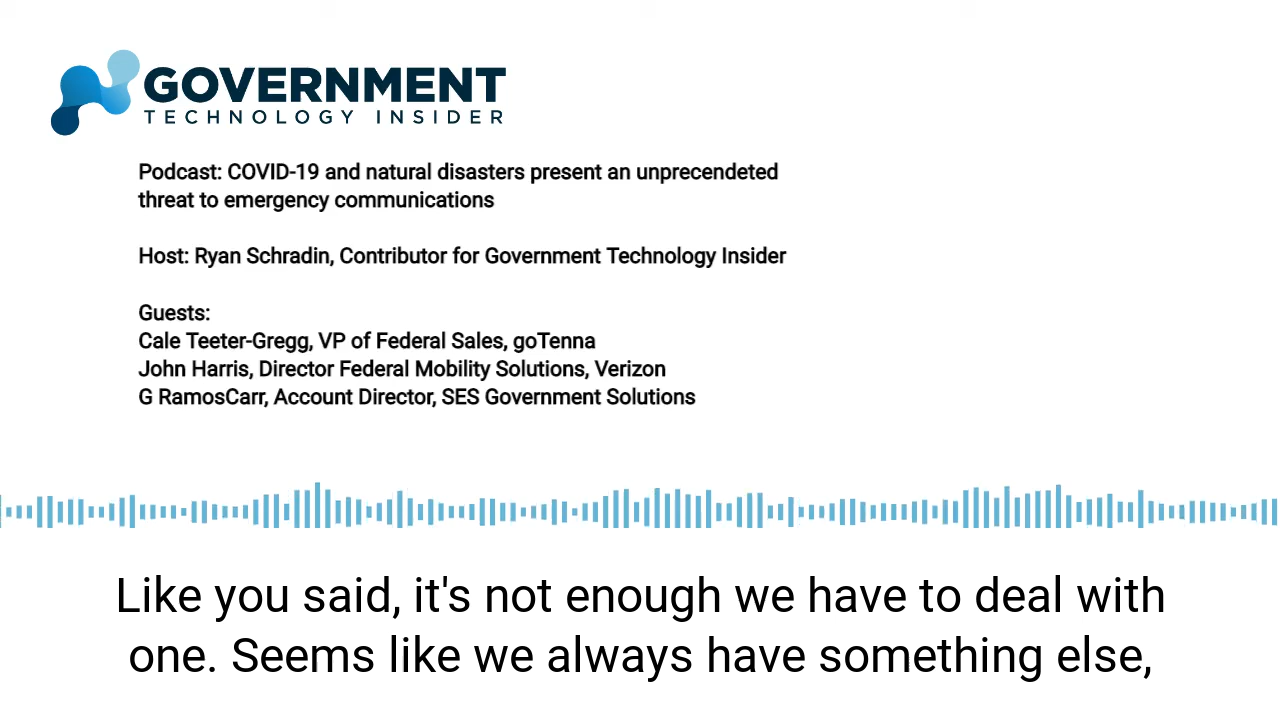 GOVERNMENT
TECHNOLOGY INSIDER
Podcast: COVID-19 and natural disasters present an unprecendeted
threat to emergency communications
Host: Ryan Schradin, Contributor for Government Technology Insider
Guests:
Cale Teeter-Gregg, VP of Federal Sales, goTenna
John Harris, Director Federal Mobility Solutions, Verizon
G RamosCarr, Account Director, SES Government Solutions
Like you said, it's not enough we have to deal with
one. Seems like we always have something else,